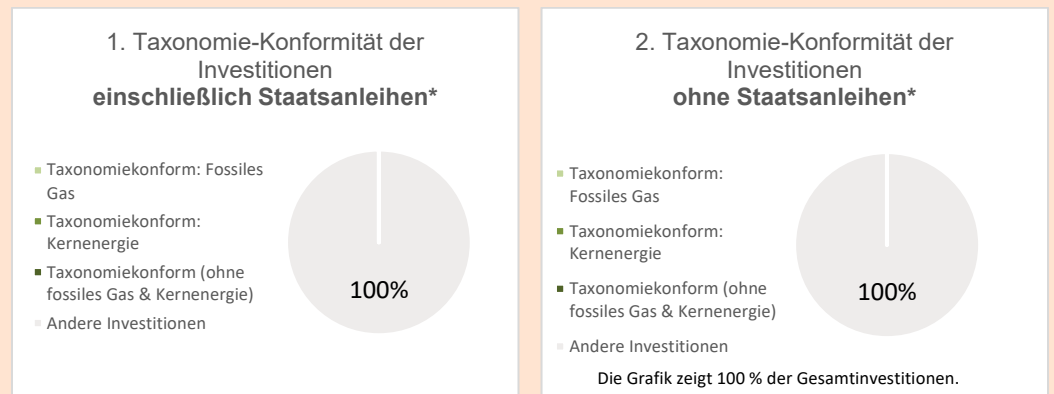 1. Taxonomie-Konformität der
Investitionen
einschließlich Staatsanleihen*
Taxonomiekonform: Fossiles
Gas
Taxonomiekonform:
Kernenergie
Taxonomiekonform (ohne
fossiles Gas & Kernenergie)
Andere Investitionen
100%
2. Taxonomie-Konformität der
Investitionen
ohne Staatsanleihen*
Taxonomiekonform:
Fossiles Gas
Taxonomiekonform:
Kernenergie
Taxonomiekonform (ohne
fossiles Gas & Kernenergie)
Andere Investitionen
100%
Die Grafik zeigt 100 % der Gesamtinvestitionen.